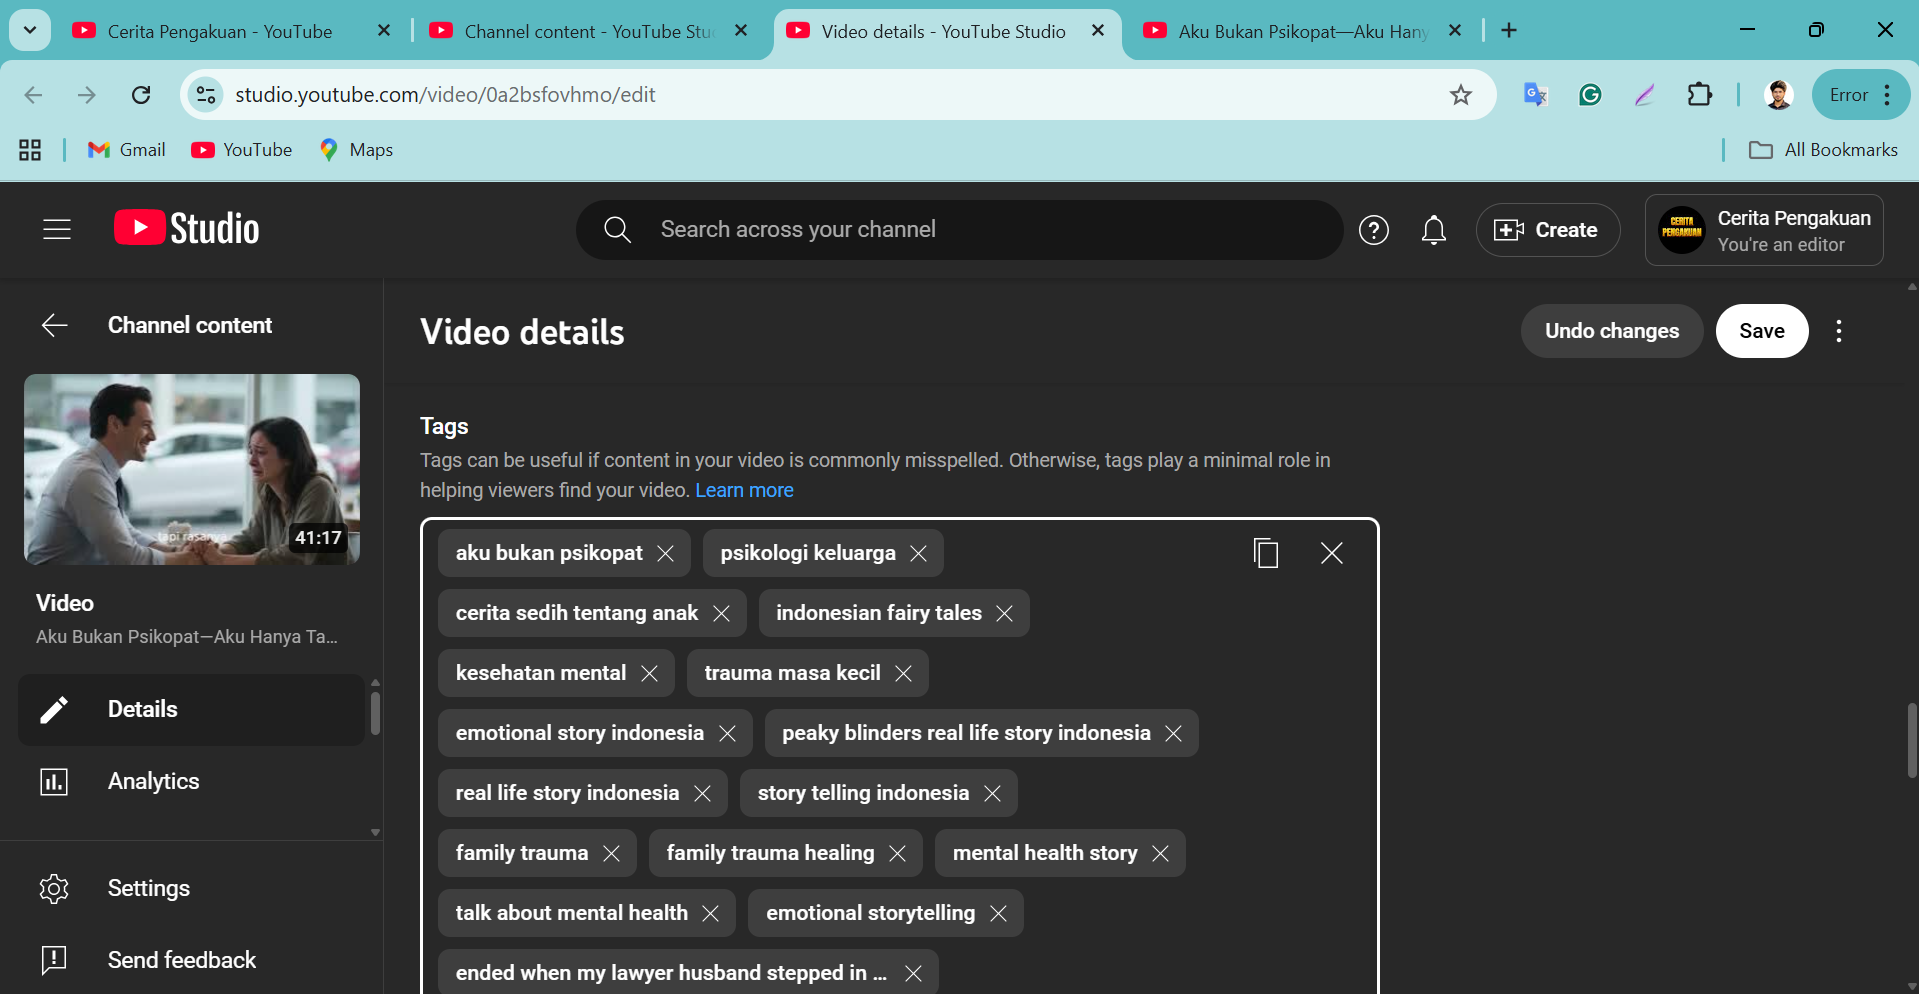 Cerita Pengakuan - YouTube
Channel content - YouTube Stu
Video details - YouTube Studio
Aku Bukan Psikopat—Aku Hany
studio.youtube.com/video/0a2bsfovhmo/edit
Error
Gmail
YouTube
Maps
All Bookmarks
Studio
Search across your channel
Create
CERITA
PENGAKUAN
Cerita Pengakuan
You're an editor
Channel content
Video details
Undo changes
Save
tapi rasanya
41:17
Video
Aku Bukan Psikopat—Aku Hanya Ta...
Details
Analytics
Settings
Send feedback
Tags
Tags can be useful if content in your video is commonly misspelled. Otherwise, tags play a minimal role in
helping viewers find your video. Learn more
aku bukan psikopat
psikologi keluarga
cerita sedih tentang anak
indonesian fairy tales
kesehatan mental
trauma masa kecil
emotional story indonesia
peaky blinders real life story indonesia
real life story indonesia
story telling indonesia
family trauma
family trauma healing
mental health story
talk about mental health
emotional storytelling
ended when my lawyer husband stepped in ...